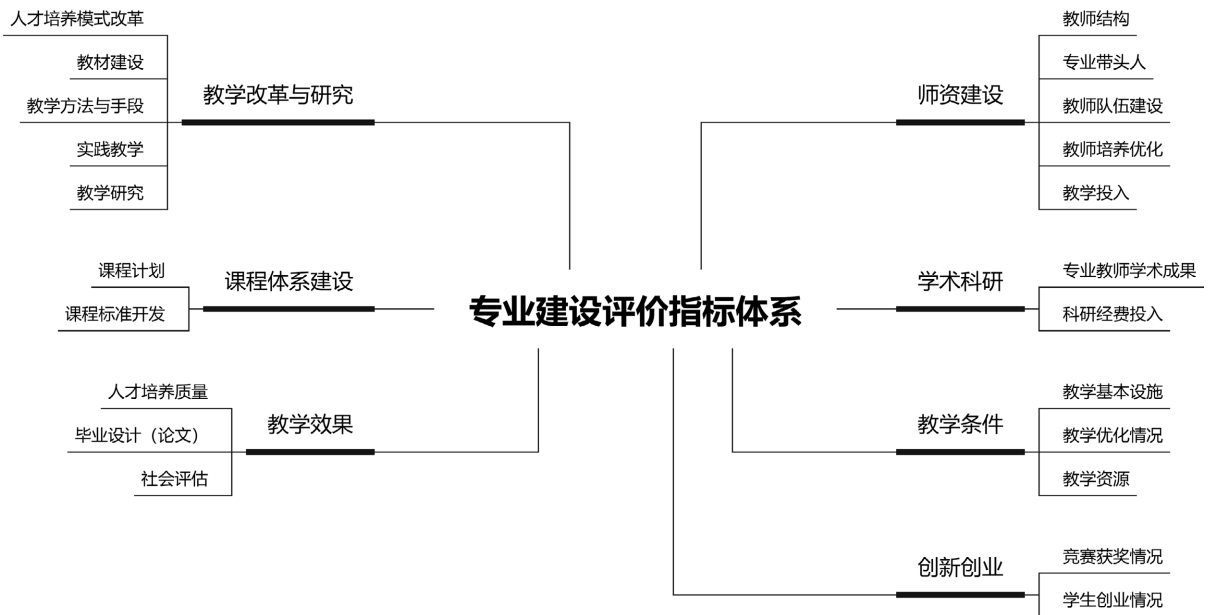 人才培养模式改革
教材建设
教学方法与手段
实践教学
教学研究
教学改革与研究
课程计划
课程标准开发
课程体系建设
人才培养质量
毕业设计（论文）
社会评估
教学效果
专业建设评价指标体系
师资建设
教师结构
专业带头人
教师队伍建设
教师培养优化
教学投入
学术科研
专业教师学术成果
科研经费投入
教学条件
教学基本设施
教学优化情况
教学资源
创新创业
竞赛获奖情况
学生创业情况